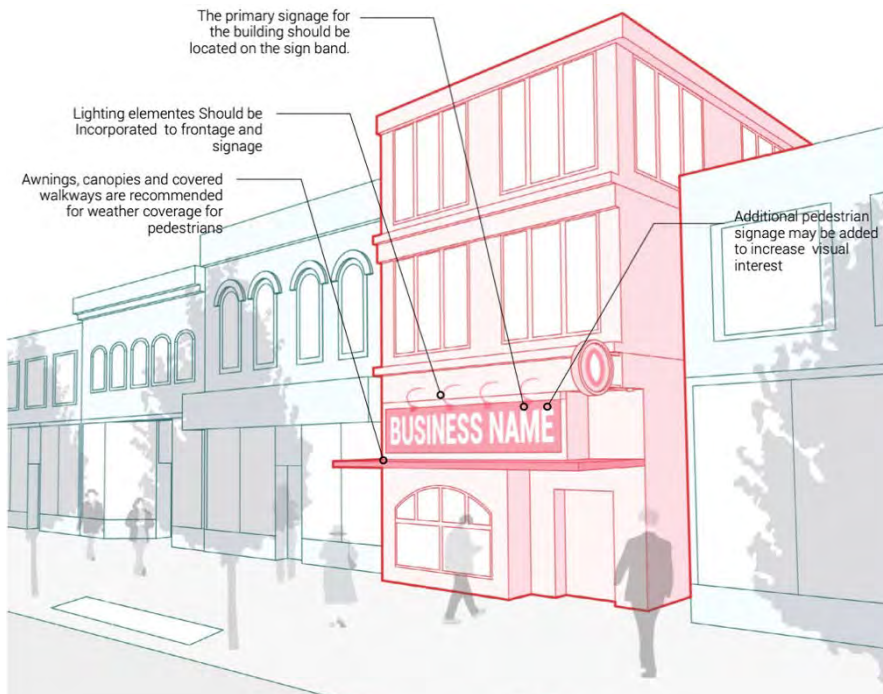 The primary signage for
the building should be
located on the sign band.
Lighting elementes Should be
Incorporated to frontage and
signage
Awnings, canopies and covered
walkways are recommended
for weather coverage for
pedestrians
Additional pedestrian
signage may be added
to increase visual
interest
BUSINESS NAME